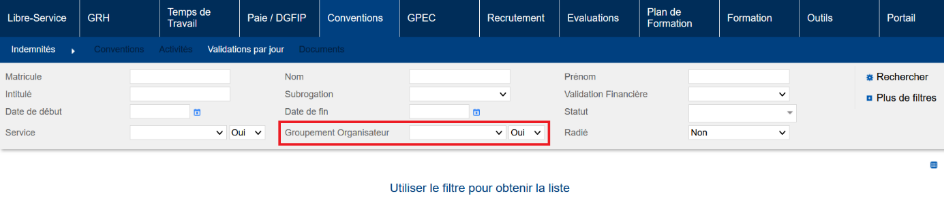 Libre-Service GRH Temps de Travail Paie / DGFIP Conventions GPEC Recrutement Evaluations Plan de Formation Formation Outils Portail
Indemnités Conventions Activités Validations par jour Documents
Matricule Nom Prénom Rechercher
Intitulé Subrogation Validation Financière Plus de filtres
Date de début Date de fin Statut
Service Oui Groupement Organisateur Oui Radié Non
Utiliser le filtre pour obtenir la liste